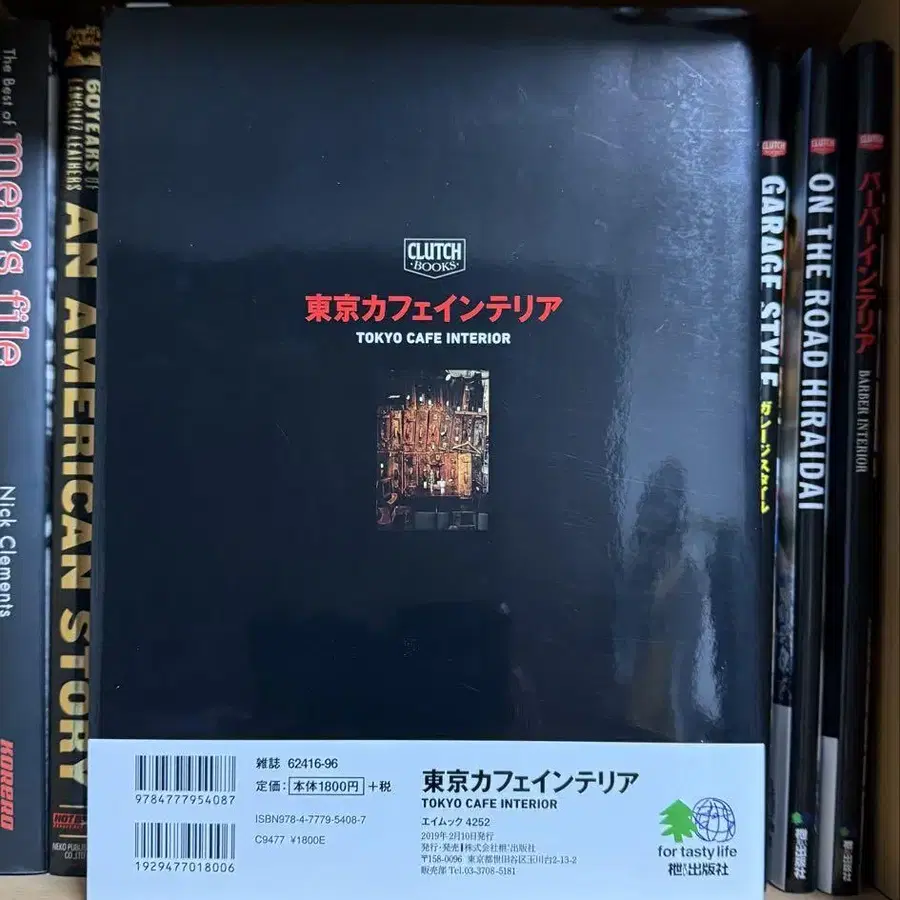 The Best of
men's file
Nick Clements
KORERO
60 YEARS OF
LANGLITZ LEATHERS
AN AMERICAN STORY
CLUTCH
BOOKS
東京カフェインテリア
TOKYO CAFE INTERIOR
9784777954087
1929477018006
雑誌 62416-96
定価：本体1800円＋税
ISBN978-4-7779-5408-7
C9477 ¥1800E
東京カフェインテリア
TOKYO CAFE INTERIOR
エイムック 4252
2019年2月10日発行
発行・発売|株式会社枻出版社
〒158-0096 東京都世田谷区玉川台2-13-2
販売部 Tel.03-3708-5181
for tasty life
枻出版社
CLUTCH
GARAGE STYLE ガレージスタイル
CLUTCH
ON THE ROAD HIRAIDAI
枻出版社
CLUTCH
バーバーインテリア BARBER INTERIOR
枻出版社